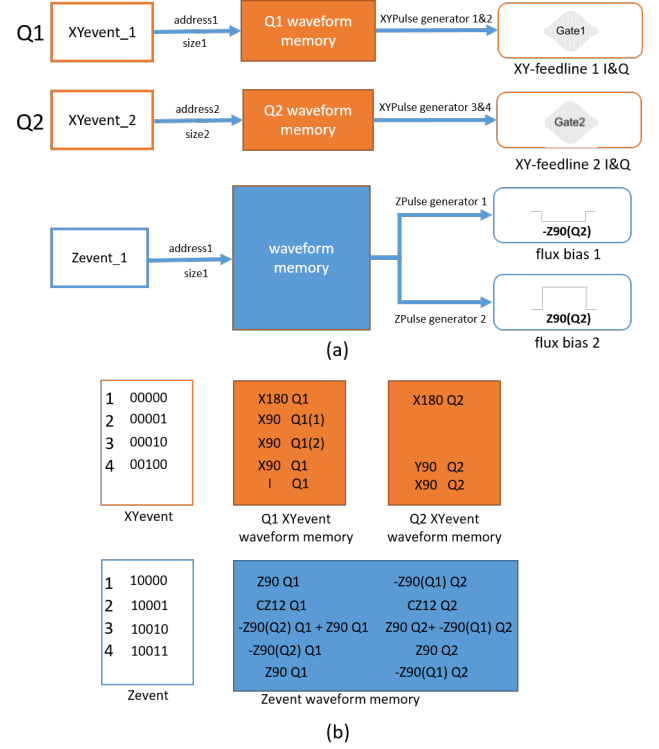 Q1
XYevent_1
address1
size1
Q1 waveform
memory
XYPulse generator 1&2
Gate1
XY-feedline 1 I&Q
Q2
XYevent_2
address2
size2
Q2 waveform
memory
XYPulse generator 3&4
Gate2
XY-feedline 2 I&Q
Zevent_1
address1
size1
waveform
memory
ZPulse generator 1
-Z90(Q2)
flux bias 1
ZPulse generator 2
Z90(Q2)
flux bias 2
(a)
1 00000
2 00001
3 00010
4 00100
XYevent
X180 Q1
X90 Q1(1)
X90 Q1(2)
X90 Q1
I Q1
Q1 XYevent
waveform memory
X180 Q2
Y90 Q2
X90 Q2
Q2 XYevent
waveform memory
1 10000
2 10001
3 10010
4 10011
Zevent
Z90 Q1 -Z90(Q1) Q2
CZ12 Q1 CZ12 Q2
-Z90(Q2) Q1 + Z90 Q1 Z90 Q2+ -Z90(Q1) Q2
-Z90(Q2) Q1 Z90 Q2
Z90 Q1 -Z90(Q1) Q2
Zevent waveform memory
(b)